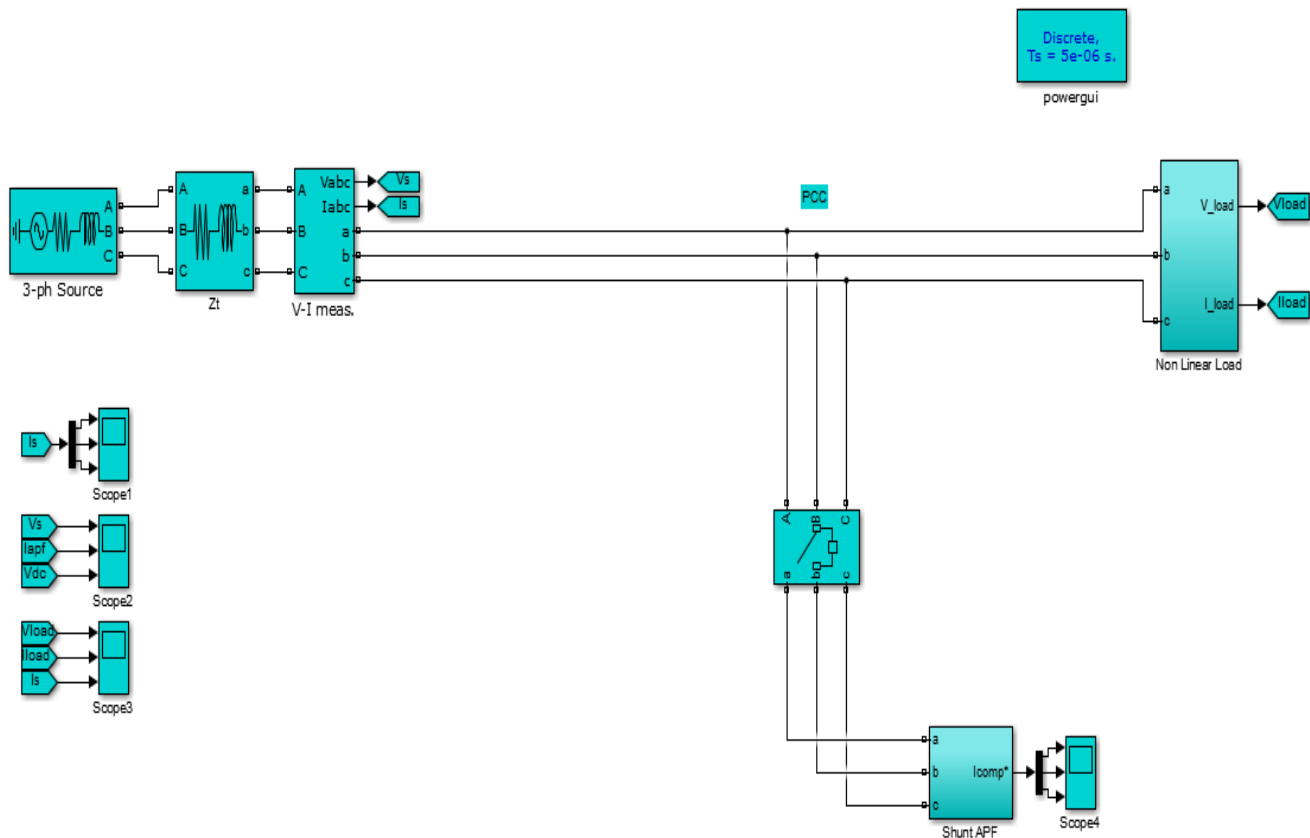 Discrete,
Ts = 5e-06 s.
powergui
A
B
C
3-ph Source
A
B
C
a
b
c
Zt
A
B
C
Vabc
Iabc
a
b
c
V-I meas.
Vs
Is
PCC
a
b
c
V_load
I_load
Non Linear Load
Vload
Iload
Is
Scope1
Vs
Iapf
Vdc
Scope2
Vload
Iload
Is
Scope3
A
B
C
a
b
c
a
b
c
Icomp*
Shunt APF
Scope4